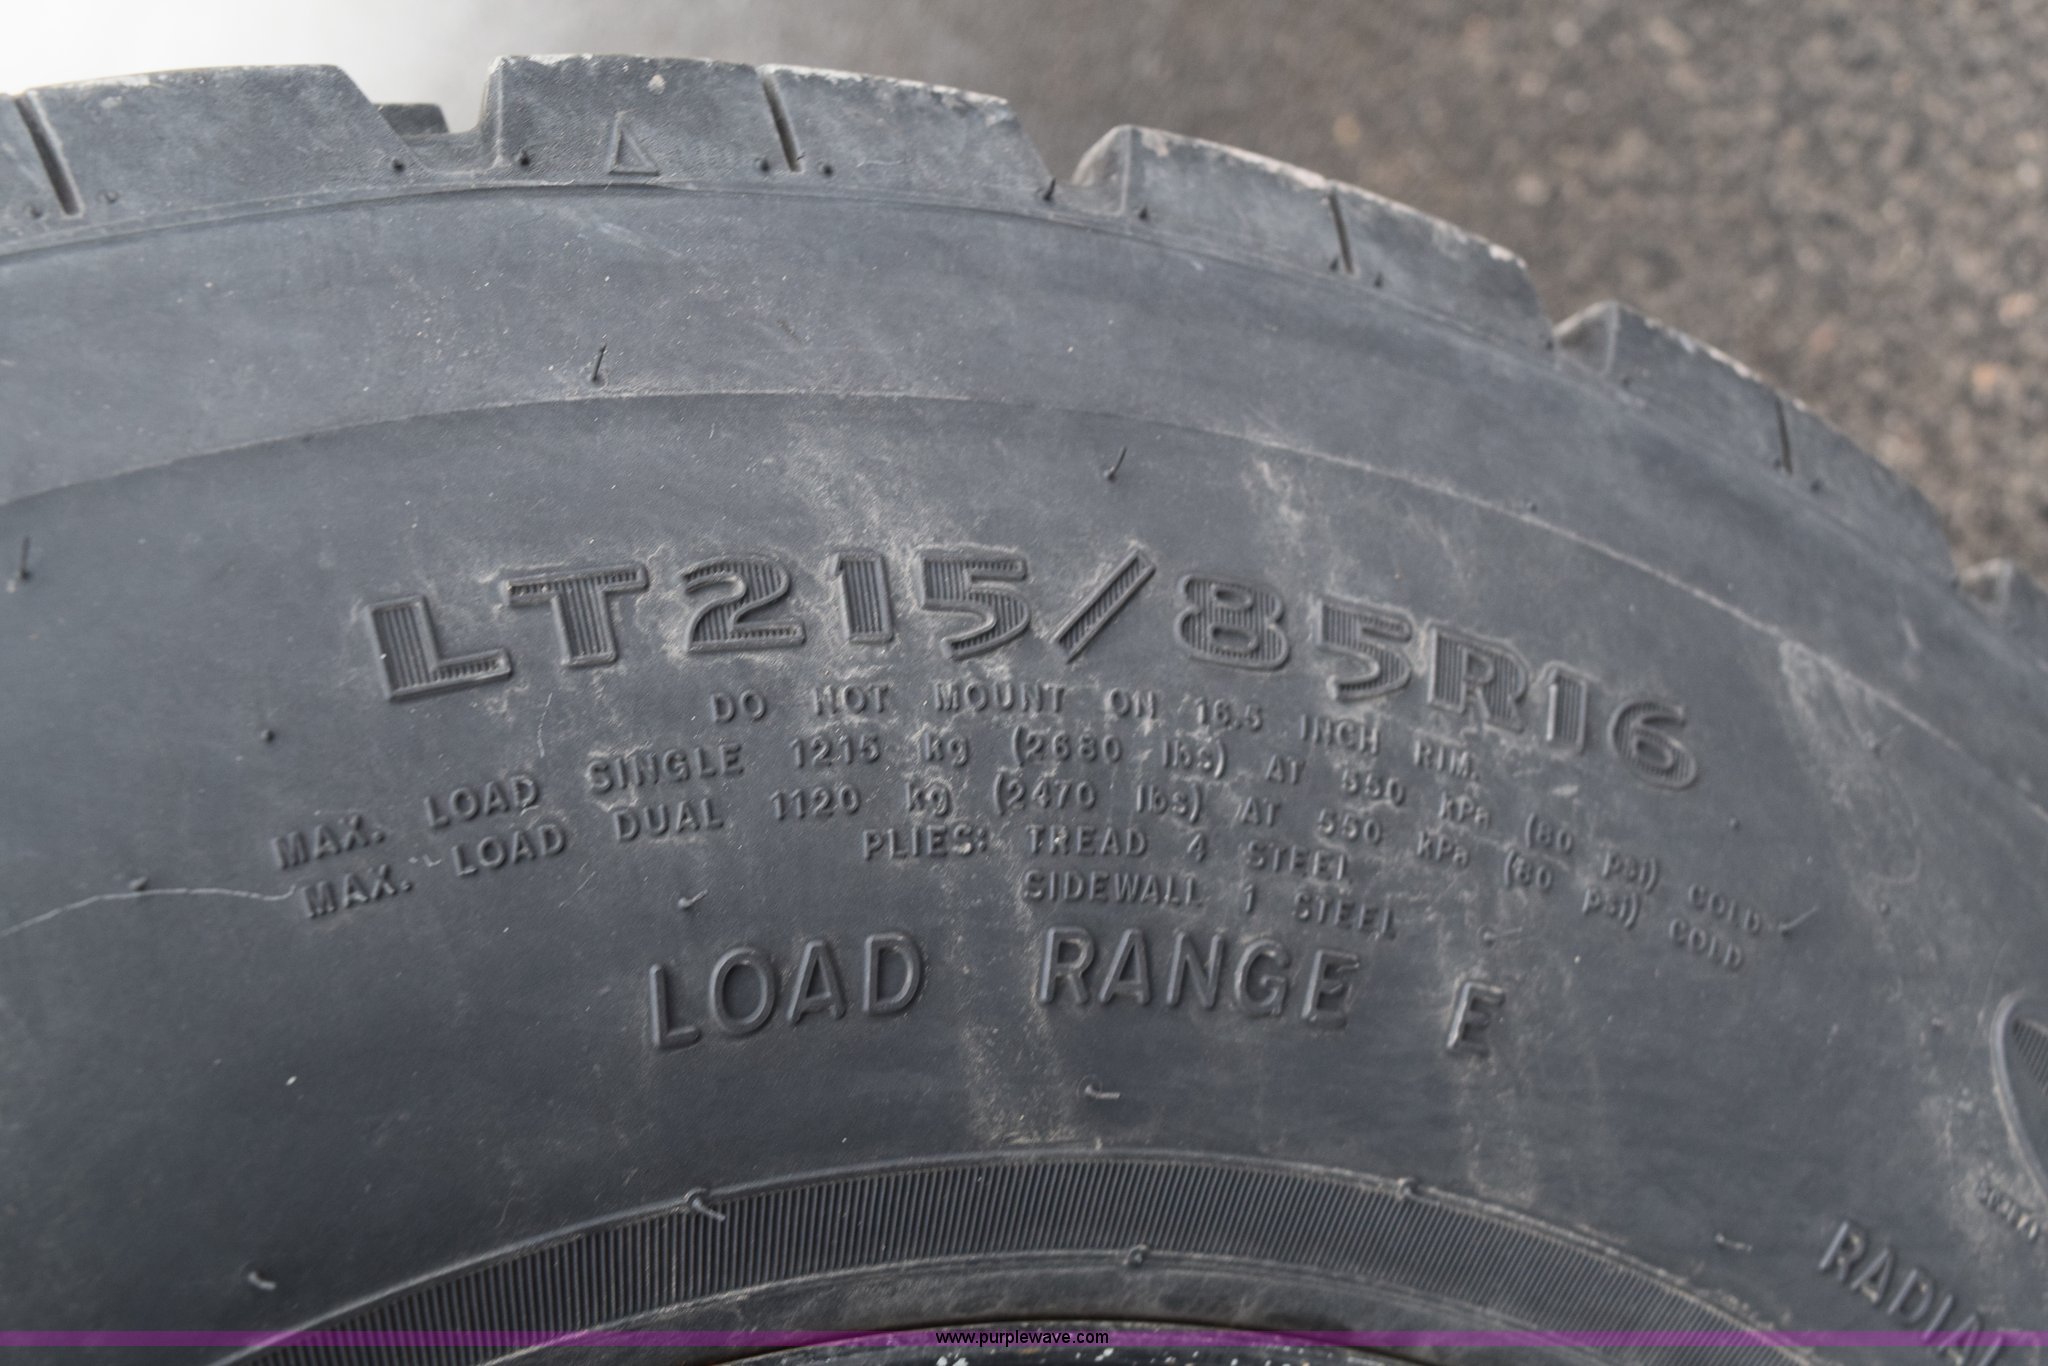 LT215/85R16
DO NOT MOUNT ON 16.5 INCH RIM.
MAX. LOAD SINGLE 1215 kg (2680 lbs) AT 550 kPa (80 psi) COLD
MAX. LOAD DUAL 1120 kg (2470 lbs) AT 550 kPa (80 psi) COLD
PLIES: TREAD 4 STEEL
SIDEWALL 1 STEEL
LOAD RANGE E
RADIAL
www.purplewave.com